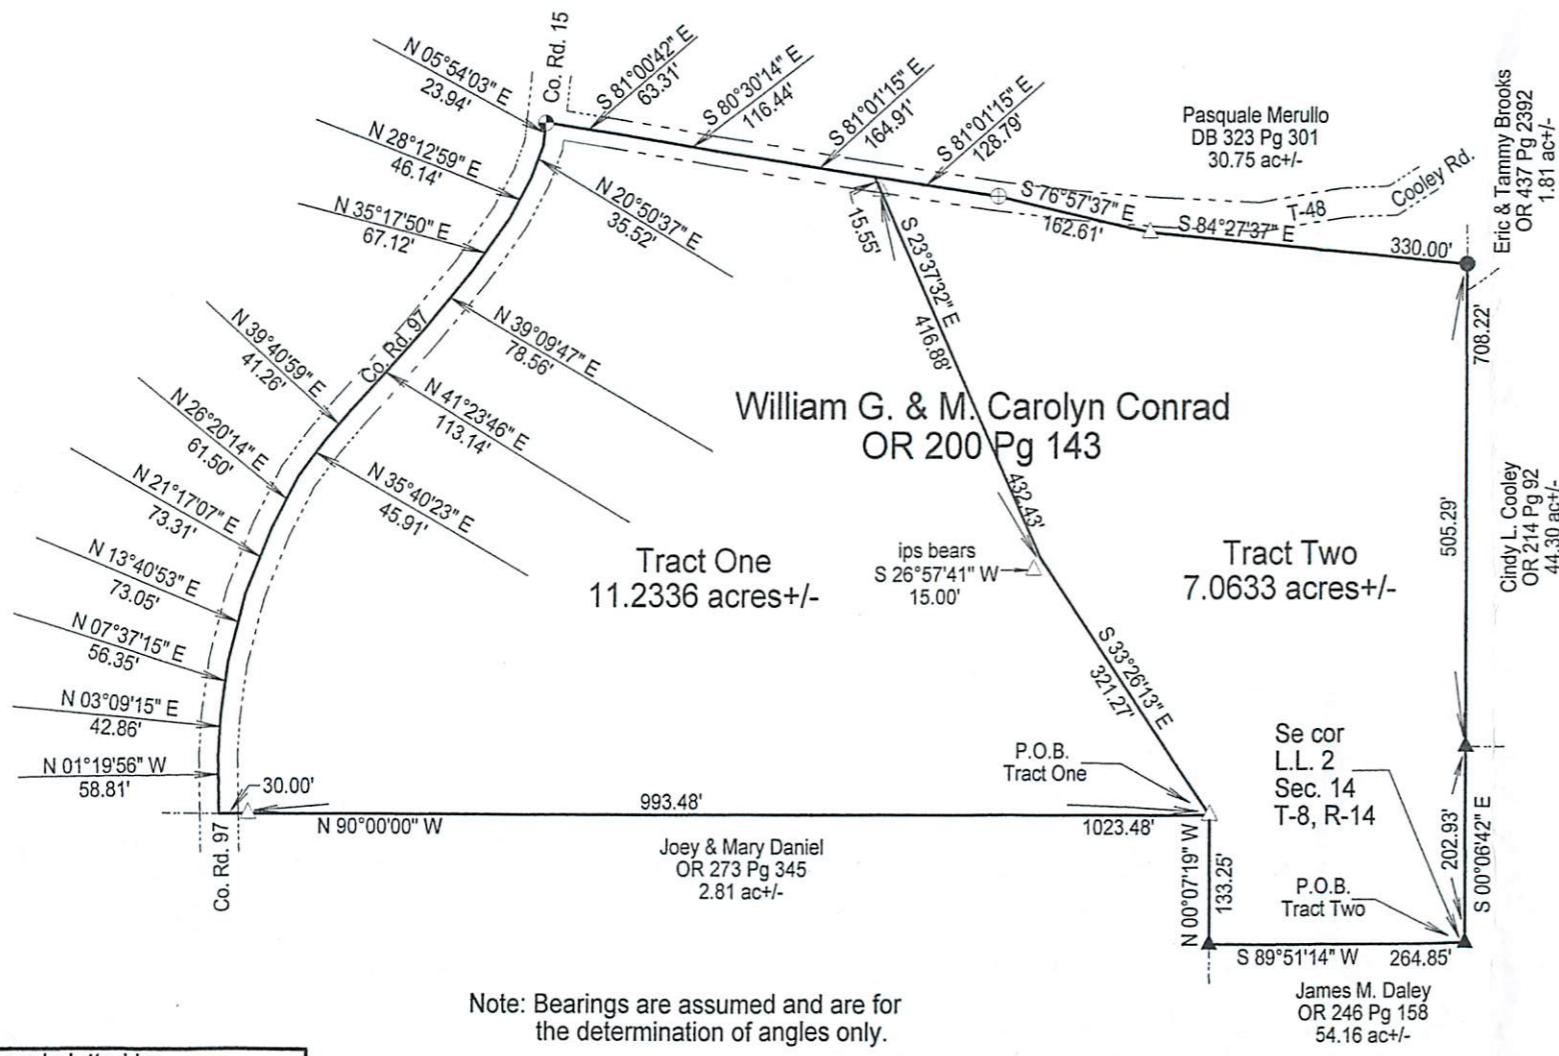 Co. Rd. 15
N 05°54'03" E
23.94'
N 28°12'59" E
46.14'
N 35°17'50" E
67.12'
N 20°50'37" E
35.52'
S 81°00'42" E
63.31'
S 80°30'14" E
116.44'
S 81°01'15" E
164.91'
S 81°01'15" E
128.79'
Pasquale Merullo
DB 323 Pg 301
30.75 ac+/-
Eric & Tammy Brooks
OR 437 Pg 2392
1.81 ac+/-
Cooley Rd.
T-48
S 76°57'37" E
162.61'
S 84°27'37" E
330.00'
15.55'
S 23°37'32" E
416.88'
432.43'
708.22'
505.29'
Co. Rd. 97
N 39°09'47" E
78.56'
N 39°40'59" E
41.26'
N 41°23'46" E
113.14'
N 26°20'14" E
61.50'
N 35°40'23" E
45.91'
N 21°17'07" E
73.31'
N 13°40'53" E
73.05'
N 07°37'15" E
56.35'
N 03°09'15" E
42.86'
N 01°19'56" W
58.81'
William G. & M. Carolyn Conrad
OR 200 Pg 143
Tract One
11.2336 acres+/-
ips bears
S 26°57'41" W
15.00'
Tract Two
7.0633 acres+/-
Cindy L. Cooley
OR 214 Pg 92
44.30 ac+/-
S 33°26'13" E
321.27'
P.O.B.
Tract One
Se cor
L.L. 2
Sec. 14
T-8, R-14
30.00'
993.48'
N 90°00'00" W
1023.48'
Co. Rd. 97
Joey & Mary Daniel
OR 273 Pg 345
2.81 ac+/-
N 00°07'19" W
133.25'
202.93'
S 00°06'42" E
P.O.B.
Tract Two
S 89°51'14" W
264.85'
James M. Daley
OR 246 Pg 158
54.16 ac+/-
Note: Bearings are assumed and are for
the determination of angles only.